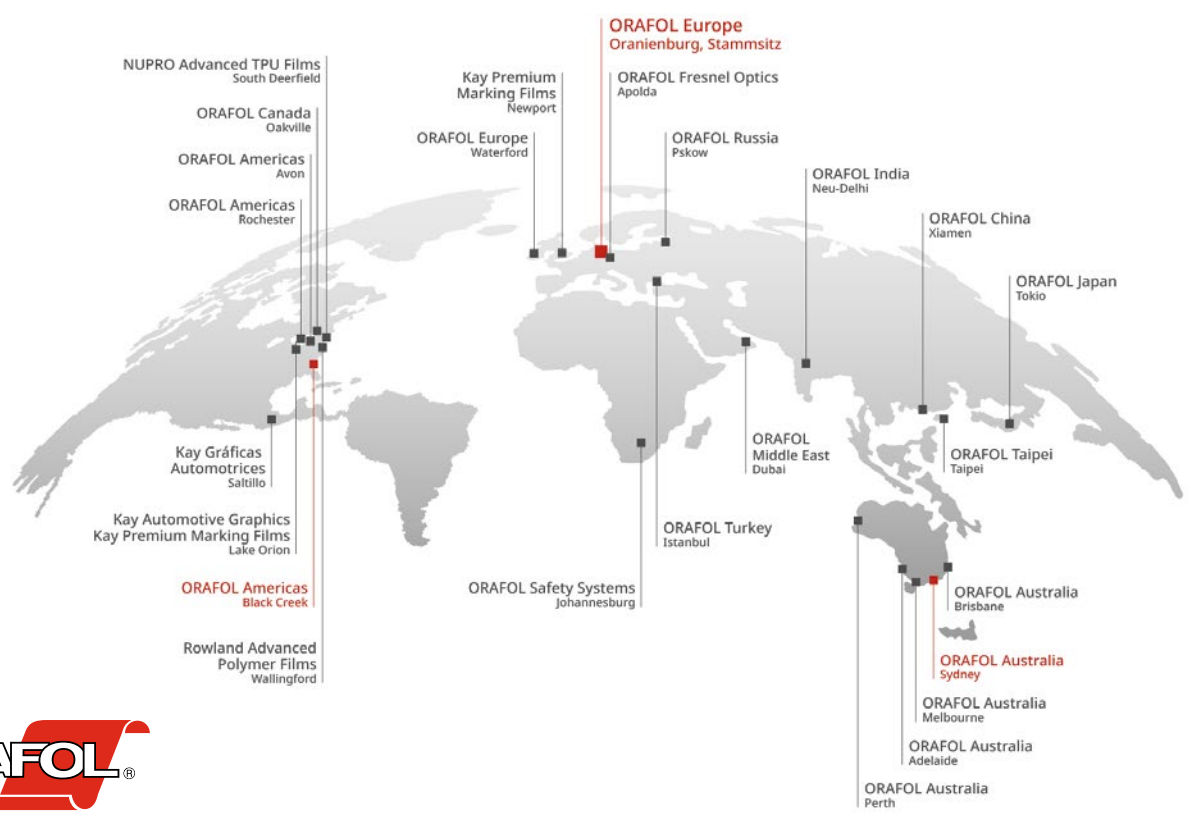 ORAFOL Europe
Oranienburg, Stammsitz
NUPRO Advanced TPU Films
South Deerfield
Kay Premium
Marking Films
Newport
ORAFOL Fresnel Optics
Apolda
ORAFOL Canada
Oakville
ORAFOL Europe
Waterford
ORAFOL Russia
Pskow
ORAFOL Americas
Avon
ORAFOL India
Neu-Delhi
ORAFOL Americas
Rochester
ORAFOL China
Xiamen
ORAFOL Japan
Tokio
Kay Gráficas
Automotrices
Saltillo
ORAFOL
Middle East
Dubai
ORAFOL Taipei
Taipei
Kay Automotive Graphics
Kay Premium Marking Films
Lake Orion
ORAFOL Turkey
Istanbul
ORAFOL Americas
Black Creek
ORAFOL Safety Systems
Johannesburg
ORAFOL Australia
Brisbane
Rowland Advanced
Polymer Films
Wallingford
ORAFOL Australia
Sydney
ORAFOL Australia
Melbourne
ORAFOL Australia
Adelaide
ORAFOL Australia
Perth
AFOL®